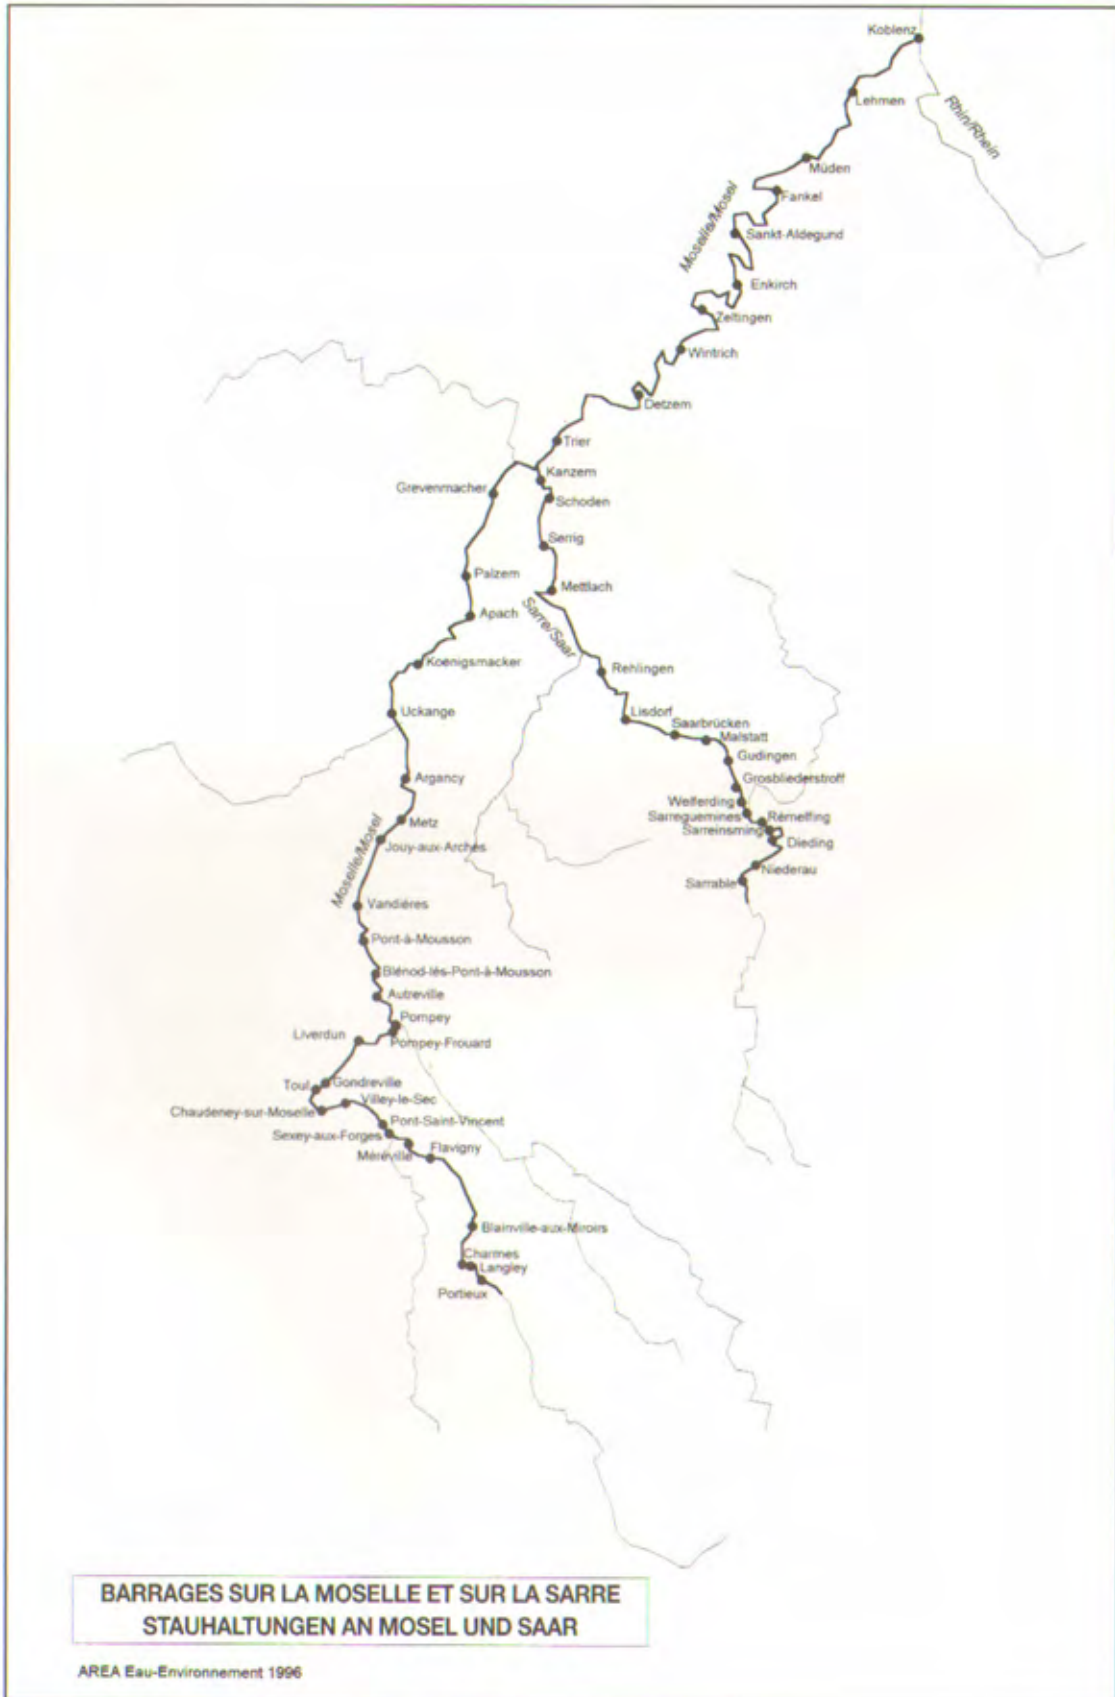 Koblenz
Lehmen
Rhin/Rhein
Müden
Fankel
Moselle/Mosel
Sankt-Aldegund
Enkirch
Zeltingen
Wintrich
Detzem
Trier
Kanzem
Grevenmacher
Schoden
Serrig
Palzem
Mettlach
Apach
Sarre/Saar
Koenigsmacker
Rehlingen
Uckange
Lisdorf
Saarbrücken
Malstatt
Gudingen
Argancy
Grosbliederstroff
Welferding
Metz
Sarreguemines
Rémelfing
Sarreinsming
Jouy-aux-Arches
Dieding
Moselle/Mosel
Niederau
Sarrable
Vandières
Pont-à-Mousson
Blénod-lés-Pont-à-Mousson
Autreville
Pompey
Liverdun
Pompey-Frouard
Gondreville
Toul
Villey-le-Sec
Chaudeney-sur-Moselle
Pont-Saint-Vincent
Sexey-aux-Forges
Flavigny
Méréville
Blainville-aux-Miroirs
Charmes
Langley
Portieux
BARRAGES SUR LA MOSELLE ET SUR LA SARRE
STAUHALTUNGEN AN MOSEL UND SAAR
AREA Eau-Environnement 1996